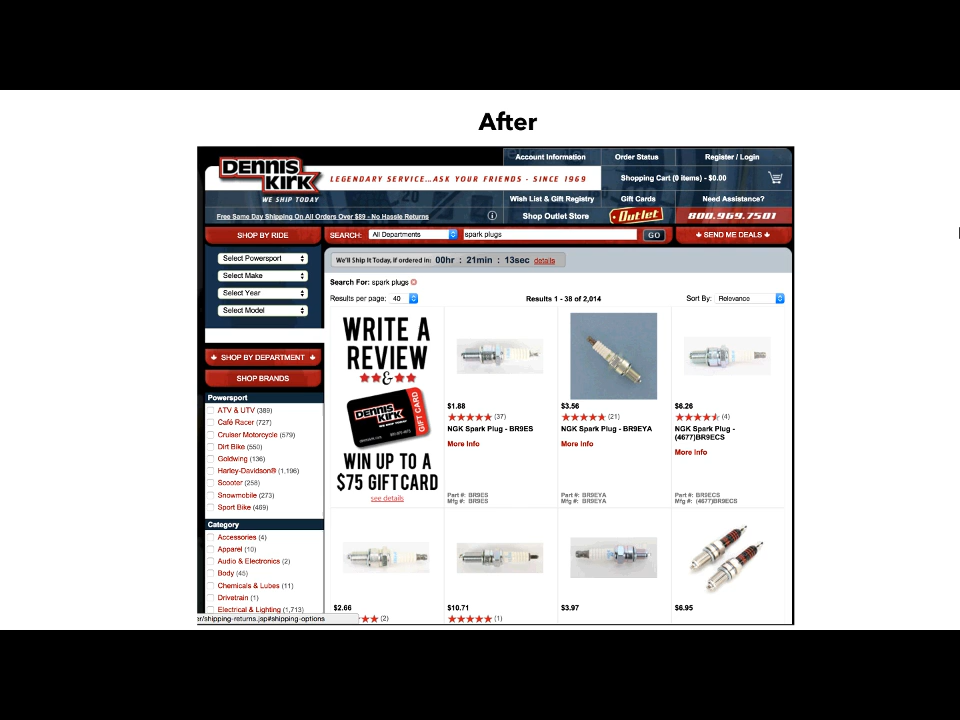 After
Account Information
Order Status
Register / Login
DENNIS KIRK
WE SHIP TODAY
LEGENDARY SERVICE...ASK YOUR FRIENDS - SINCE 1969
Shopping Cart (0 items) - $0.00
Wish List & Gift Registry
Gift Cards
Need Assistance?
Free Same Day Shipping On All Orders Over $89 - No Hassle Returns
Shop Outlet Store
Outlet
800.969.7501
SHOP BY RIDE
SEARCH:
All Departments
spark plugs
GO
SEND ME DEALS
Select Powersport
Select Make
Select Year
Select Model
We'll Ship It Today, if ordered in: 00hr : 21min : 13sec details
Search For: spark plugs
Results per page: 40
Results 1 - 38 of 2,014
Sort By: Relevance
SHOP BY DEPARTMENT
SHOP BRANDS
Powersport
ATV & UTV (389)
Café Racer (727)
Cruiser Motorcycle (579)
Dirt Bike (550)
Goldwing (136)
Harley-Davidson® (1,196)
Scooter (258)
Snowmobile (273)
Sport Bike (469)
Category
Accessories (4)
Apparel (10)
Audio & Electronics (2)
Body (45)
Chemicals & Lubes (11)
Drivetrain (1)
Electrical & Lighting (1,713)
er/shipping-returns.jsp#shipping-options
WRITE A
REVIEW
&
DENNIS KIRK
GIFT CARD
WIN UP TO A
$75 GIFT CARD
see details
$1.88
(37)
NGK Spark Plug - BR9ES
More Info
Part #: BR9ES
Mfg #: BR9ES
$3.56
(21)
NGK Spark Plug - BR9EYA
More Info
Part #: BR9EYA
Mfg #: BR9EYA
$6.26
(4)
NGK Spark Plug -
(4677)BR9ECS
More Info
Part #: BR9ECS
Mfg #: (4677)BR9ECS
$2.66
(2)
$10.71
(1)
$3.97
$6.95